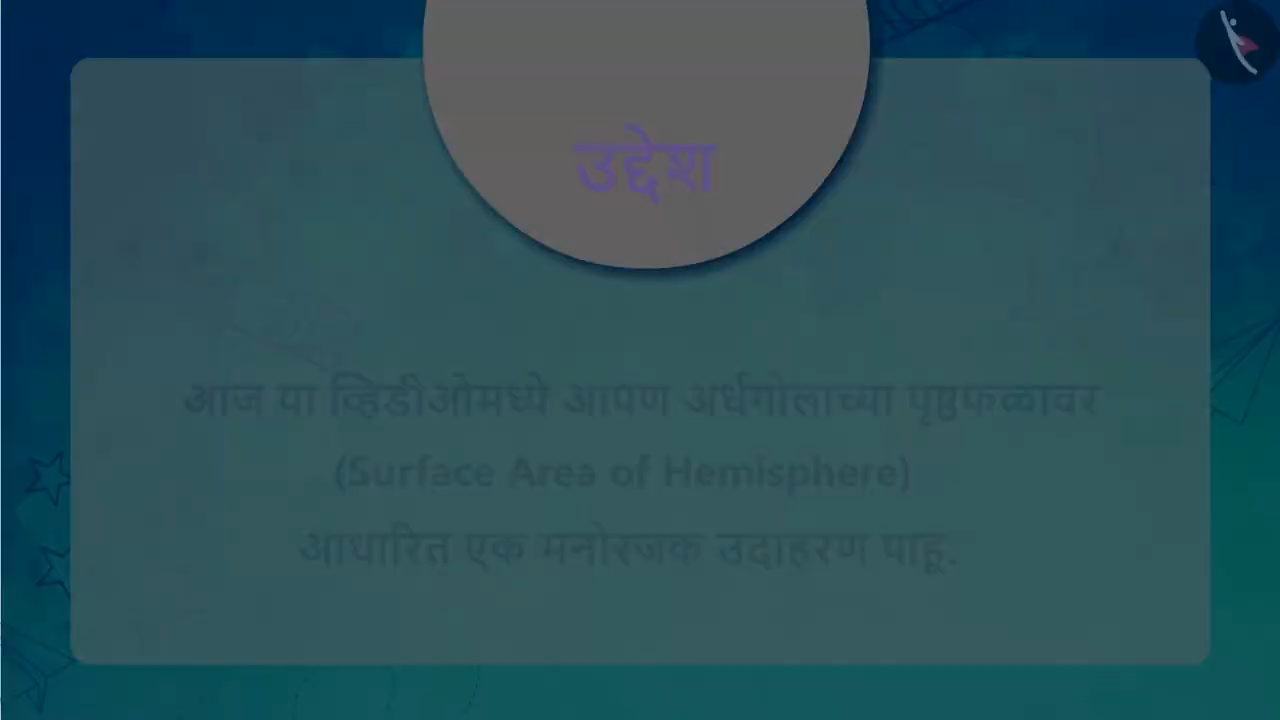 उद्देश
आज या व्हिडीओमध्ये आपण अर्धगोलाच्या पृष्ठफळावर
(Surface Area of Hemisphere)
आधारित एक मनोरंजक उदाहरण पाहू.